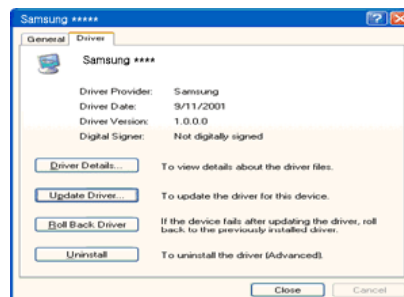 Samsung *****
General Driver
Samsung ****
Driver Provider: Samsung
Driver Date: 9/11/2001
Driver Version: 1.0.0.0
Digital Signer: Not digitally signed
Driver Details... To view details about the driver files.
Update Driver... To update the driver for this device.
Roll Back Driver If the device fails after updating the driver, roll
back to the previously installed driver.
Uninstall To uninstall the driver (Advanced).
Close Cancel